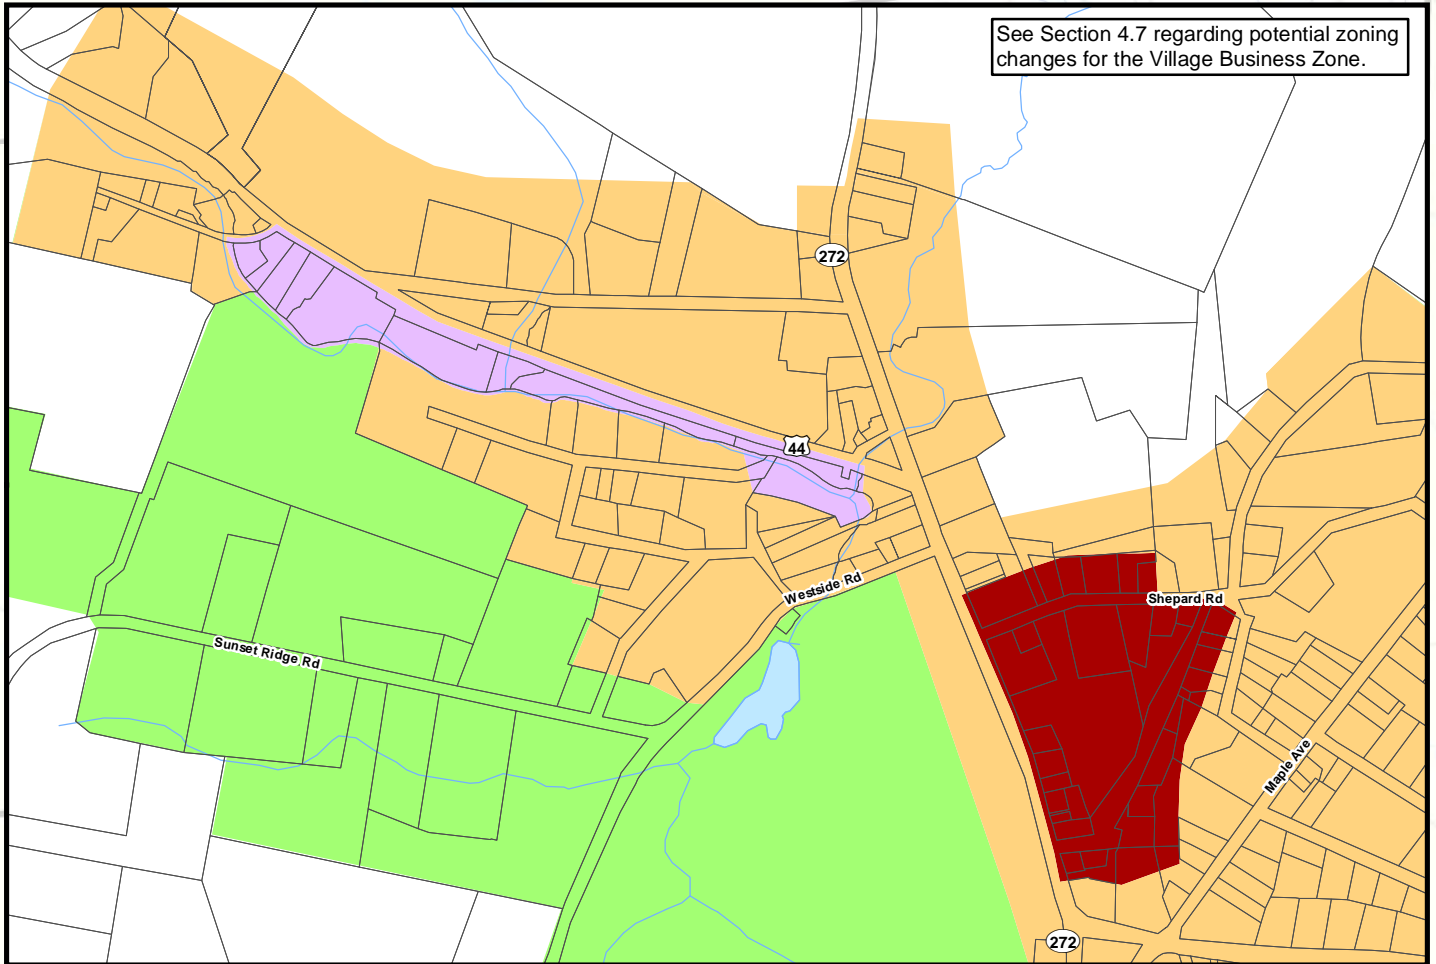 See Section 4.7 regarding potential zoning
changes for the Village Business Zone.
272
44
Westside Rd
Shepard Rd
Sunset Ridge Rd
Maple Ave
272